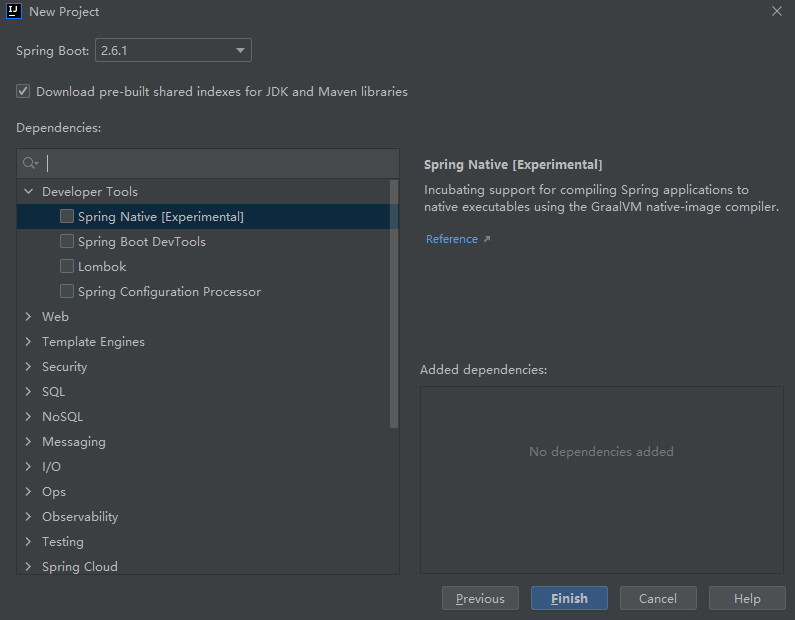 IJ
New Project
Spring Boot: 2.6.1
Download pre-built shared indexes for JDK and Maven libraries
Dependencies:
Developer Tools
Spring Native [Experimental]
Spring Boot DevTools
Lombok
Spring Configuration Processor
Web
Template Engines
Security
SQL
NoSQL
Messaging
I/O
Ops
Observability
Testing
Spring Cloud
Spring Native [Experimental]
Incubating support for compiling Spring applications to
native executables using the GraalVM native-image compiler.
Reference
Added dependencies:
No dependencies added
Previous
Finish
Cancel
Help